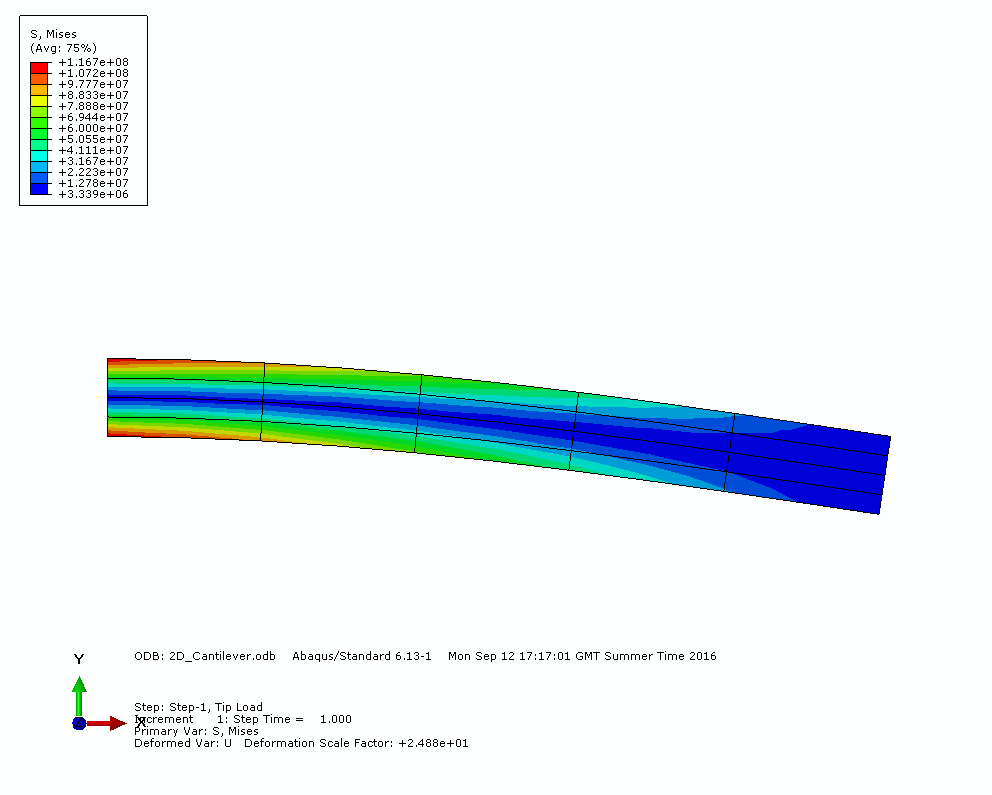 S, Mises
(Avg: 75%)
+1.167e+08
+1.072e+08
+9.777e+07
+8.833e+07
+7.888e+07
+6.944e+07
+6.000e+07
+5.055e+07
+4.111e+07
+3.167e+07
+2.223e+07
+1.278e+07
+3.339e+06
Y
ODB: 2D_Cantilever.odb    Abaqus/Standard 6.13-1    Mon Sep 12 17:17:01 GMT Summer Time 2016
Step: Step-1, Tip Load
Z X
Increment      1: Step Time =    1.000
Primary Var: S, Mises
Deformed Var: U   Deformation Scale Factor: +2.488e+01